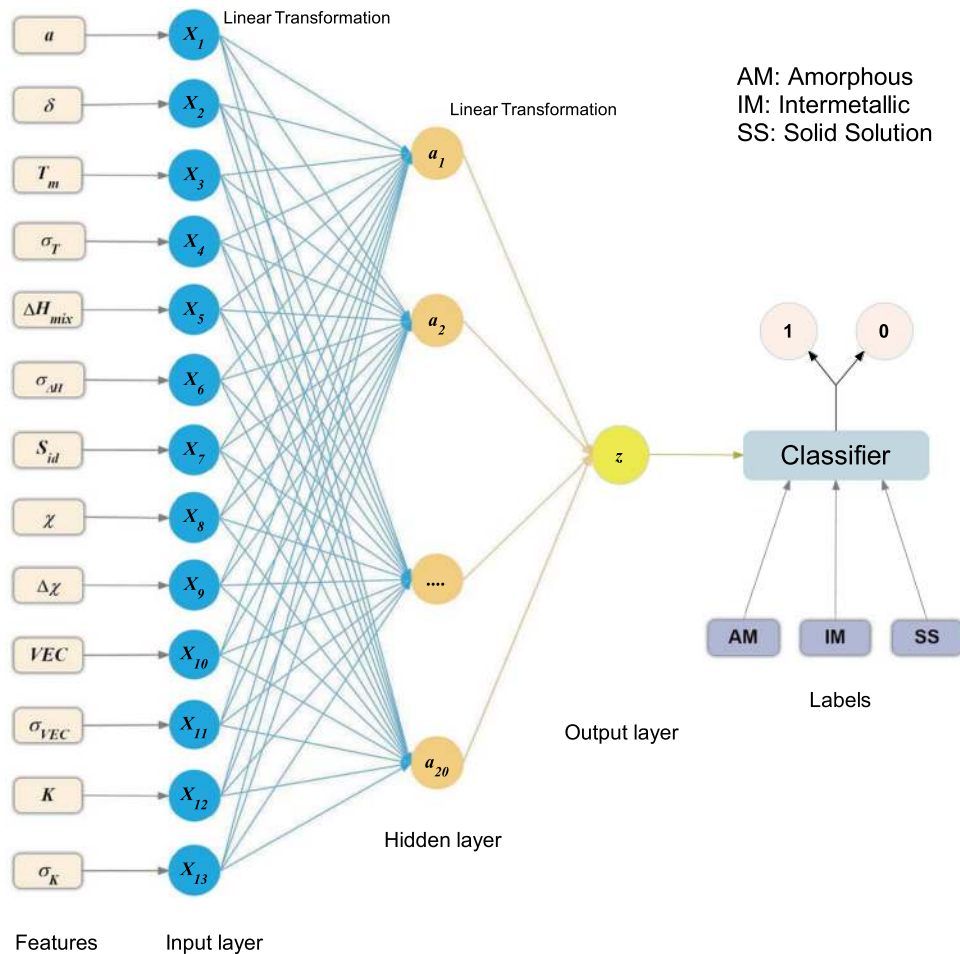 Linear Transformation
a
X1
δ
X2
Tm
X3
σT
X4
ΔHmix
X5
σΔH
X6
Sid
X7
χ
X8
Δχ
X9
VEC
X10
σVEC
X11
K
X12
σK
X13
Features
Input layer
Linear Transformation
a1
a2
....
a20
Hidden layer
z
Output layer
AM: Amorphous
IM: Intermetallic
SS: Solid Solution
1
0
Classifier
AM
IM
SS
Labels